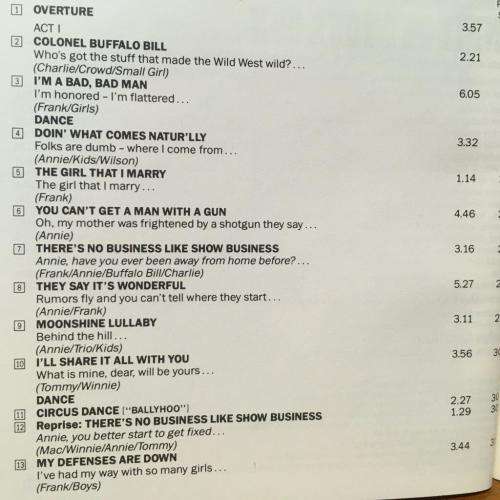 1 OVERTURE
ACT I 3.57
2 COLONEL BUFFALO BILL
Who's got the stuff that made the Wild West wild?... 2.21
(Charlie/Crowd/Small Girl)
3 I'M A BAD, BAD MAN
I'm honored – I'm flattered... 6.05
(Frank/Girls)
DANCE
4 DOIN' WHAT COMES NATUR'LLY
Folks are dumb – where I come from... 3.32
(Annie/Kids/Wilson)
5 THE GIRL THAT I MARRY
The girl that I marry... 1.14
(Frank)
6 YOU CAN'T GET A MAN WITH A GUN
Oh, my mother was frightened by a shotgun they say... 4.46
(Annie)
7 THERE'S NO BUSINESS LIKE SHOW BUSINESS
Annie, have you ever been away from home before?... 3.16
(Frank/Annie/Buffalo Bill/Charlie)
8 THEY SAY IT'S WONDERFUL
Rumors fly and you can't tell where they start... 5.27
(Annie/Frank)
9 MOONSHINE LULLABY
Behind the hill... 3.11
(Annie/Trio/Kids)
10 I'LL SHARE IT ALL WITH YOU
What is mine, dear, will be yours... 3.56
(Tommy/Winnie)
DANCE
11 CIRCUS DANCE ["BALLYHOO"] 2.27
12 Reprise: THERE'S NO BUSINESS LIKE SHOW BUSINESS 1.29
Annie, you better start to get fixed...
(Mac/Winnie/Annie/Tommy)
13 MY DEFENSES ARE DOWN 3.44
I've had my way with so many girls...
(Frank/Boys)